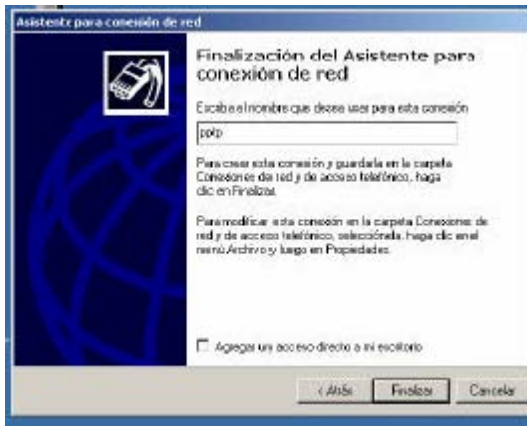 Asistente para conexión de red
Finalización del Asistente para
conexión de red
Escriba el nombre que desea usar para esta conexión
pptp
Para crear esta conexión y guardarla en la carpeta
Conexiones de red y de acceso telefónico, haga
clic en Finalizar.
Para modificar esta conexión en la carpeta Conexiones de
red y de acceso telefónico, selecciónela, haga clic en el
menú Archivo y luego en Propiedades.
Agregar un acceso directo a mi escritorio
< Atrás Finalizar Cancelar